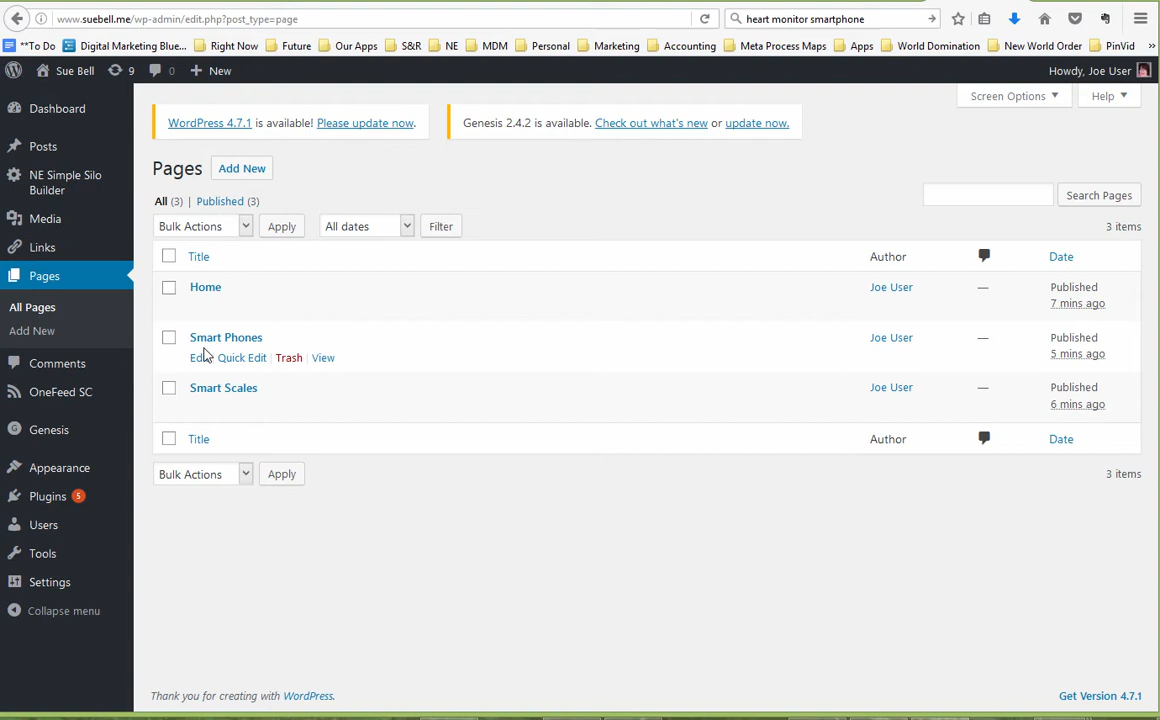 www.suebell.me/wp-admin/edit.php?post_type=page
heart monitor smartphone
**To Do Digital Marketing Blue... Right Now Future Our Apps S&R NE MDM Personal Marketing Accounting Meta Process Maps Apps World Domination New World Order PinVid »
Sue Bell 9 0 + New Howdy, Joe User
Screen Options Help
Dashboard
Posts
NE Simple Silo
Builder
Media
Links
Pages
All Pages
Add New
Comments
OneFeed SC
Genesis
Appearance
Plugins 5
Users
Tools
Settings
Collapse menu
WordPress 4.7.1 is available! Please update now.
Genesis 2.4.2 is available. Check out what's new or update now.
Pages Add New
All (3) | Published (3)
Search Pages
Bulk Actions Apply All dates Filter 3 items
Title Author Date
Home Joe User — Published
7 mins ago
Smart Phones Joe User — Published
Quick Edit | Trash | View 5 mins ago
Smart Scales Joe User — Published
6 mins ago
Title Author Date
Bulk Actions Apply 3 items
Thank you for creating with WordPress. Get Version 4.7.1